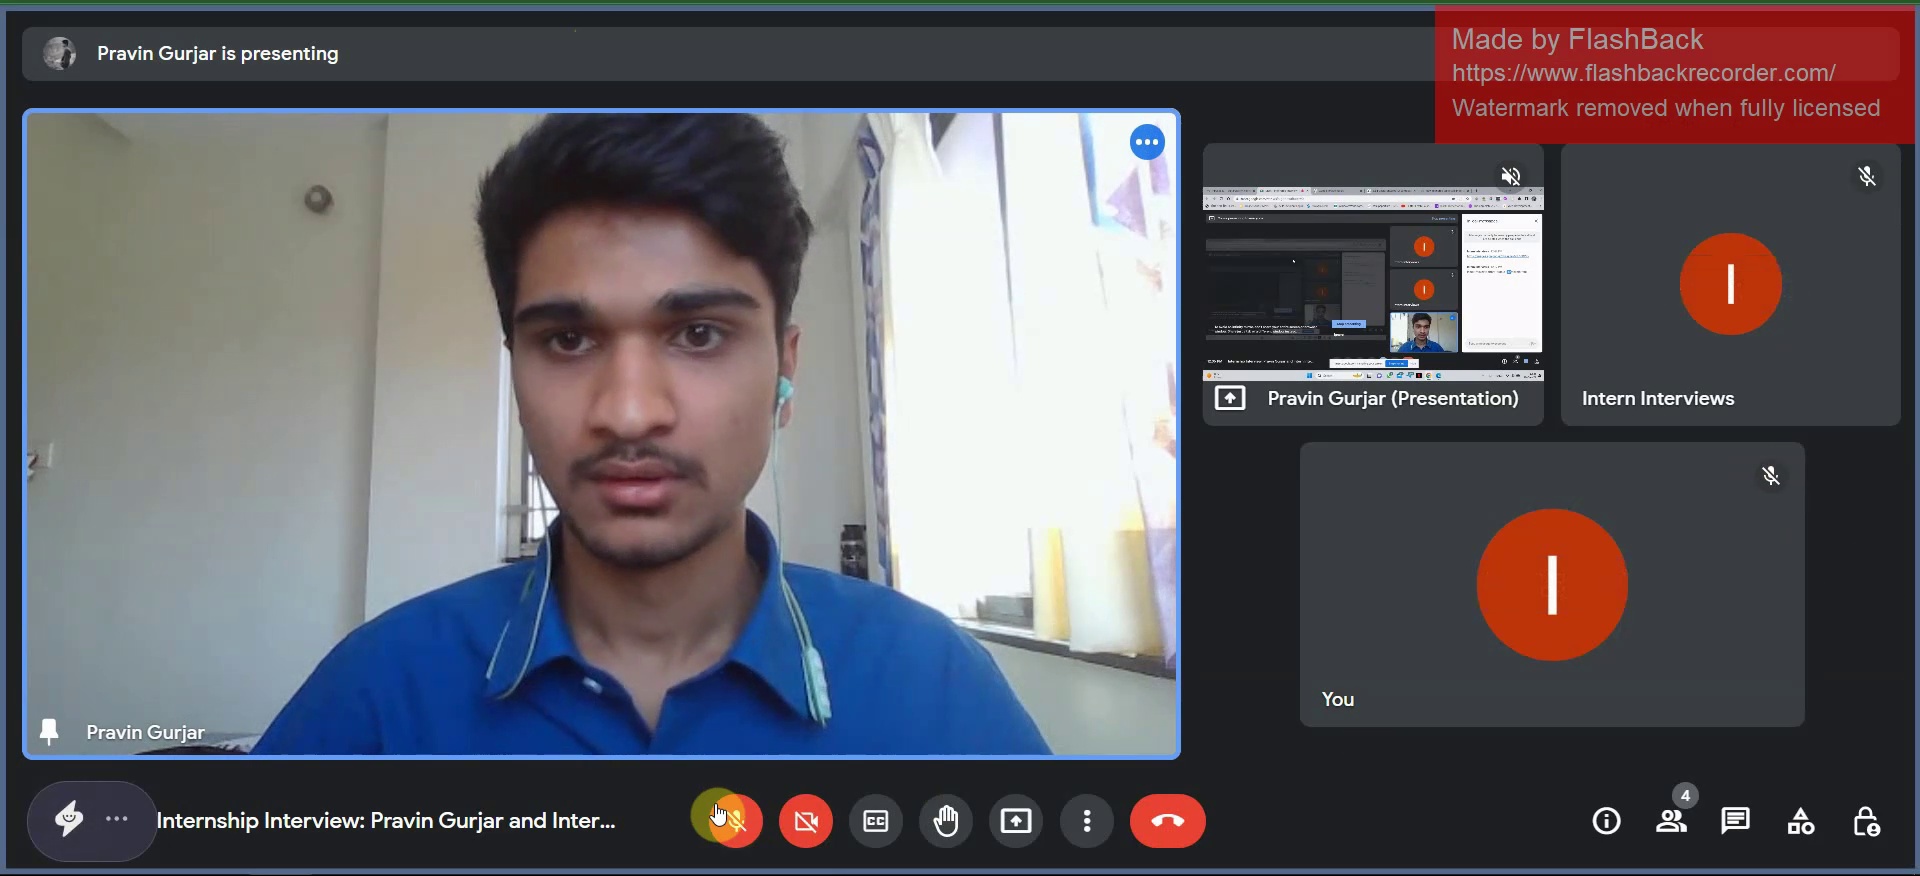 Pravin Gurjar is presenting
Made by FlashBack
https://www.flashbackrecorder.com/
Watermark removed when fully licensed
Pravin Gurjar (Presentation)
Intern Interviews
I
I
You
Pravin Gurjar
Internship Interview: Pravin Gurjar and Inter...
CC
4